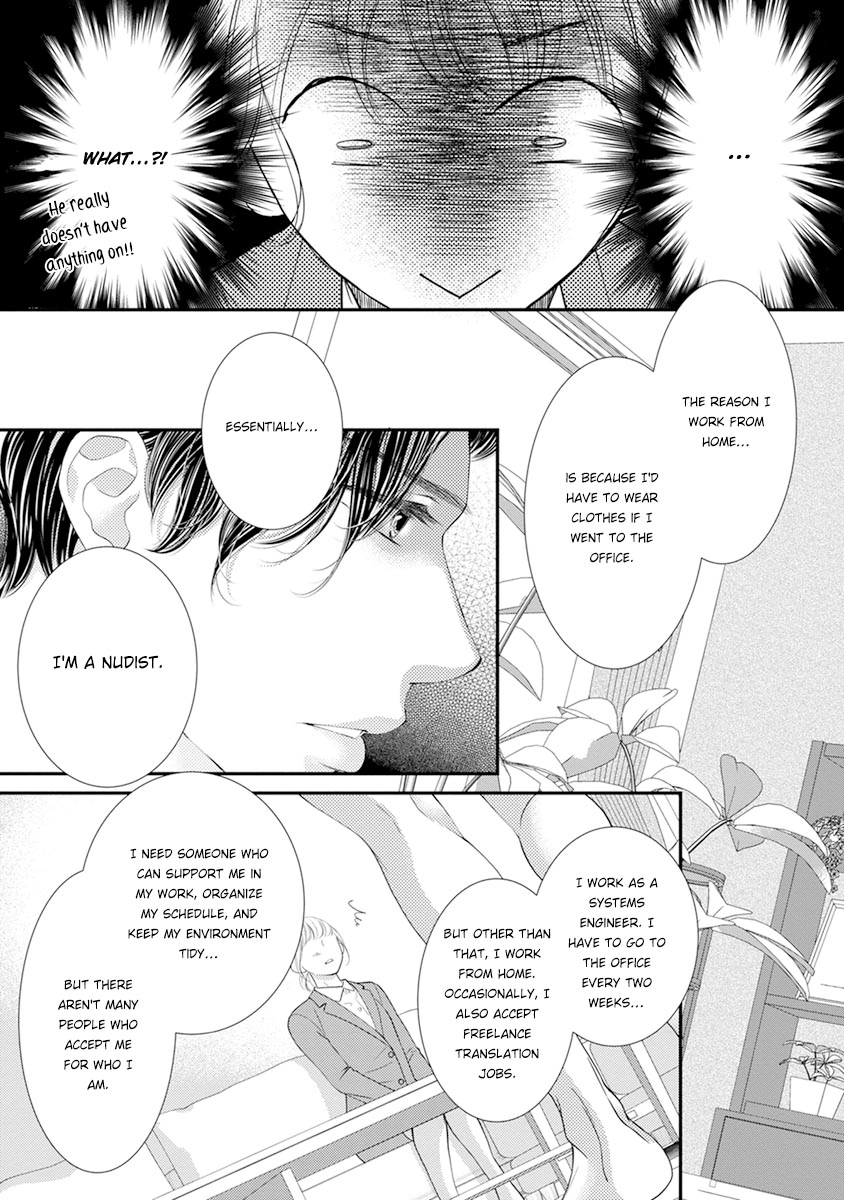 ...
WHAT...?!
He really
doesn't have
anything on!!
THE REASON I
WORK FROM
HOME...
IS BECAUSE I'D
HAVE TO WEAR
CLOTHES IF I
WENT TO THE
OFFICE.
ESSENTIALLY...
I'M A NUDIST.
I WORK AS A
SYSTEMS
ENGINEER. I
HAVE TO GO TO
THE OFFICE
EVERY TWO
WEEKS...
BUT OTHER THAN
THAT, I WORK
FROM HOME.
OCCASIONALLY, I
ALSO ACCEPT
FREELANCE
TRANSLATION
JOBS.
I NEED SOMEONE WHO
CAN SUPPORT ME IN
MY WORK, ORGANIZE
MY SCHEDULE, AND
KEEP MY ENVIRONMENT
TIDY...
BUT THERE
AREN'T MANY
PEOPLE WHO
ACCEPT ME
FOR WHO I
AM.